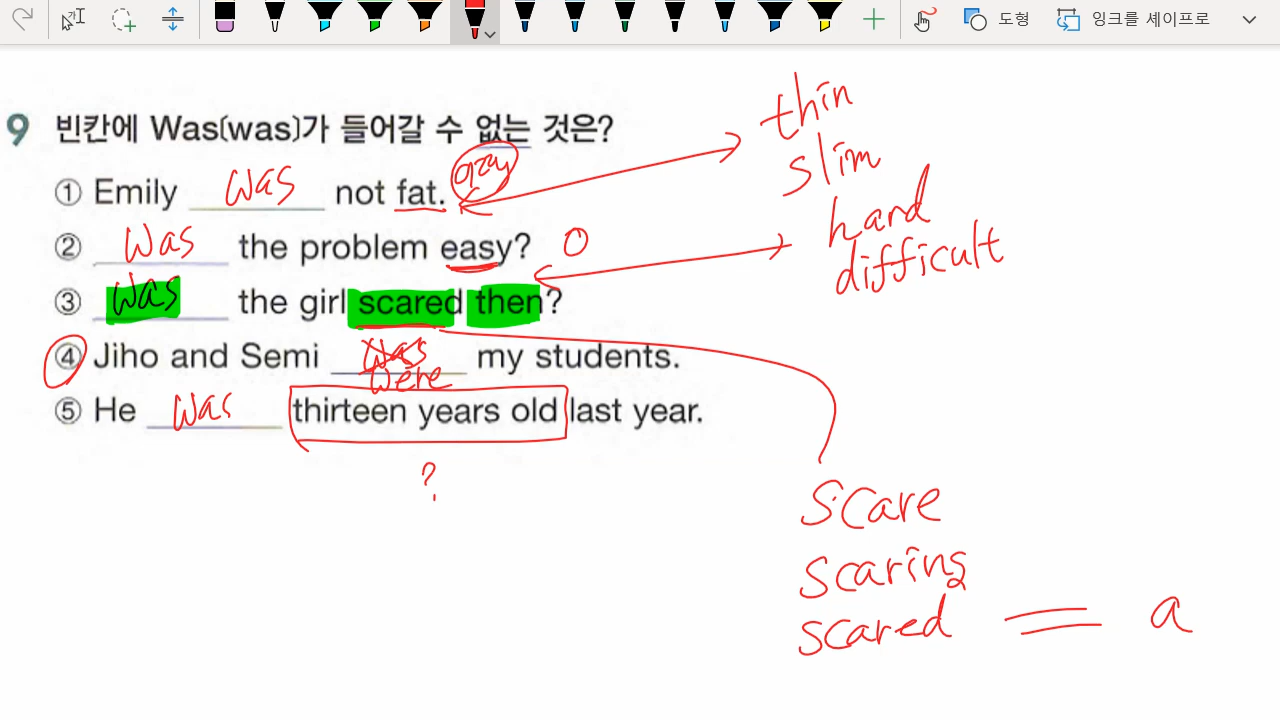 도형
잉크를 셰이프로
9 빈칸에 Was(was)가 들어갈 수 없는 것은?
① Emily was not fat.
② Was the problem easy? O
③ Was the girl scared then?
④ Jiho and Semi was were my students.
⑤ He was thirteen years old last year.
?
thin
slim
hard
difficult
scare
scaring
scared = a